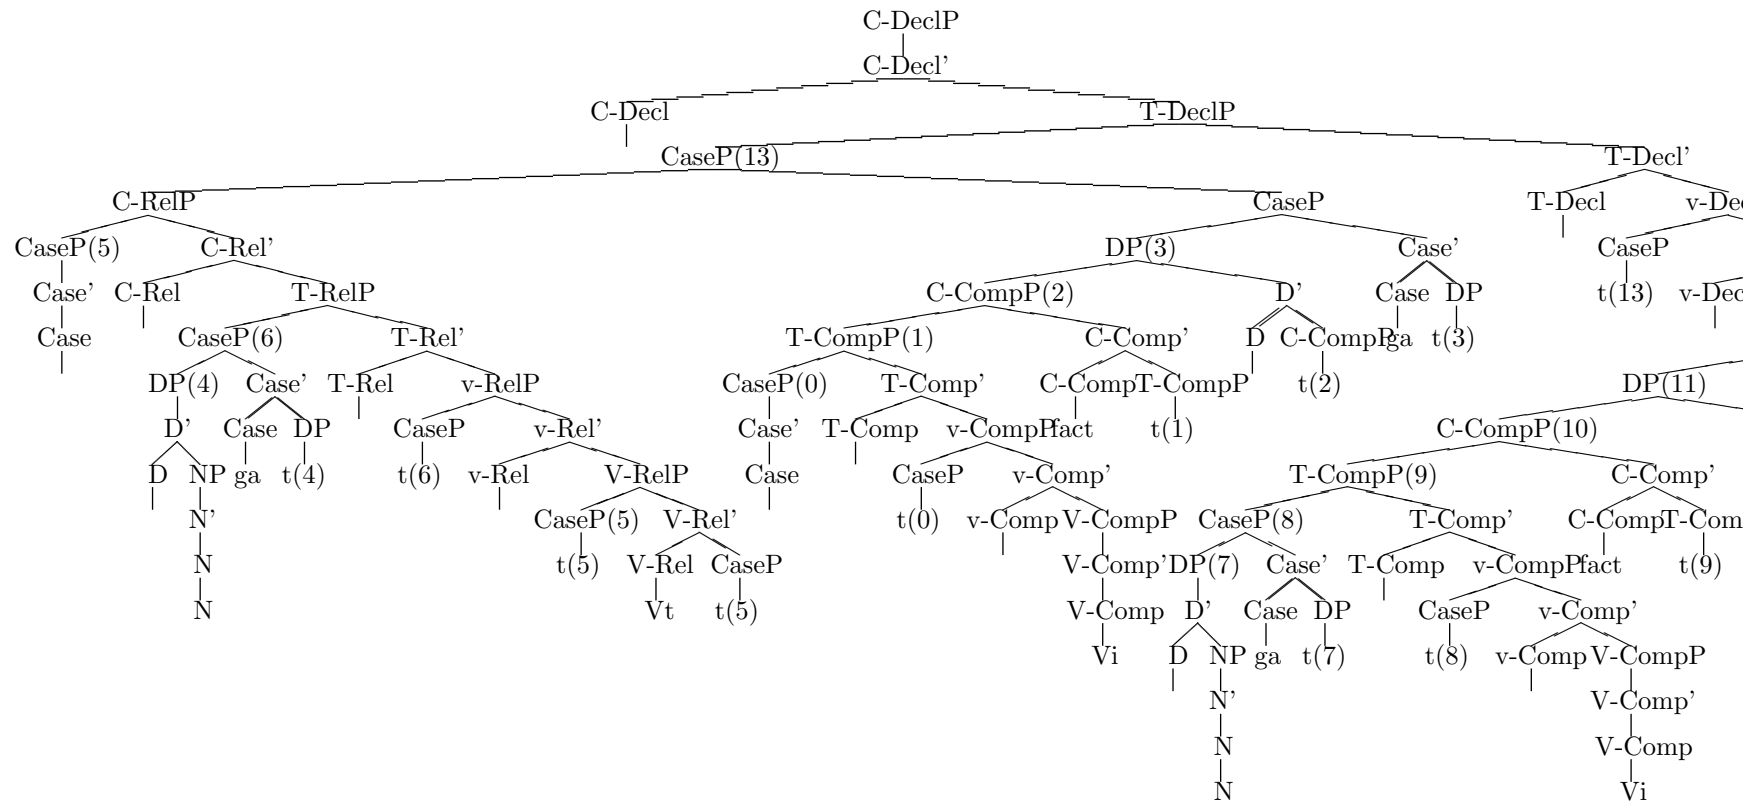 C-DeclP
C-Decl'
C-Decl T-DeclP
CaseP(13) T-Decl'
C-RelP CaseP T-Decl v-Dec
CaseP(5) C-Rel' DP(3) Case' CaseP
Case' C-Rel T-RelP C-CompP(2) D' Case DP t(13) v-Dec
Case CaseP(6) T-Rel' T-CompP(1) C-Comp' D C-CompP ga t(3)
DP(4) Case' T-Rel v-RelP CaseP(0) T-Comp' C-Comp T-CompP t(2) DP(11)
D' Case DP CaseP v-Rel' Case' T-Comp v-CompP fact t(1) C-CompP(10)
D NP ga t(4) t(6) v-Rel V-RelP Case CaseP v-Comp' T-CompP(9) C-Comp'
N' CaseP(5) V-Rel' t(0) v-Comp V-CompP CaseP(8) T-Comp' C-Comp T-Com
N t(5) V-Rel CaseP V-Comp' DP(7) Case' T-Comp v-CompP fact t(9)
N Vt t(5) V-Comp D' Case DP CaseP v-Comp'
Vi D NP ga t(7) t(8) v-Comp V-CompP
N' V-Comp'
N V-Comp
N Vi